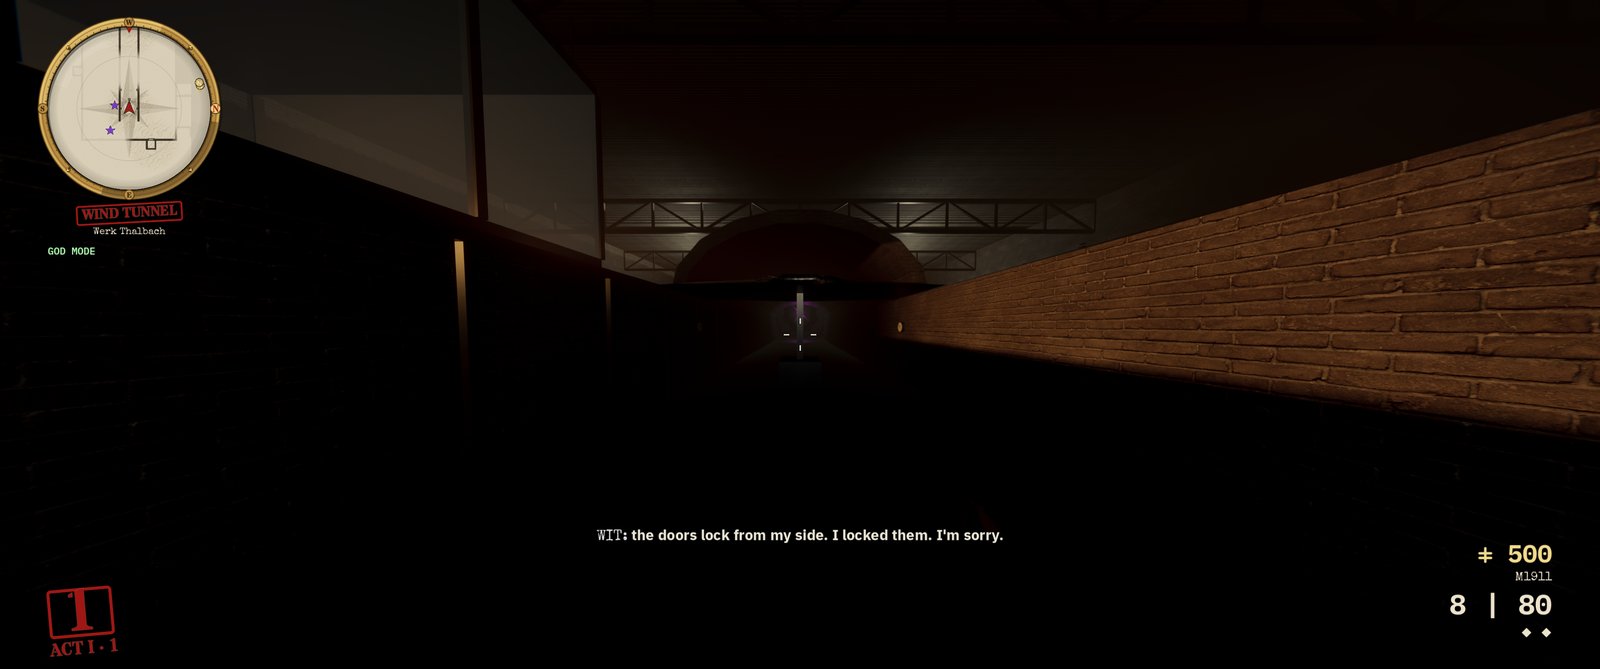 W
S
N
E
WIND TUNNEL
Werk Thalbach
GOD MODE
WIT: the doors lock from my side. I locked them. I'm sorry.
500
M1911
8 | 80
1
ACT I · 1